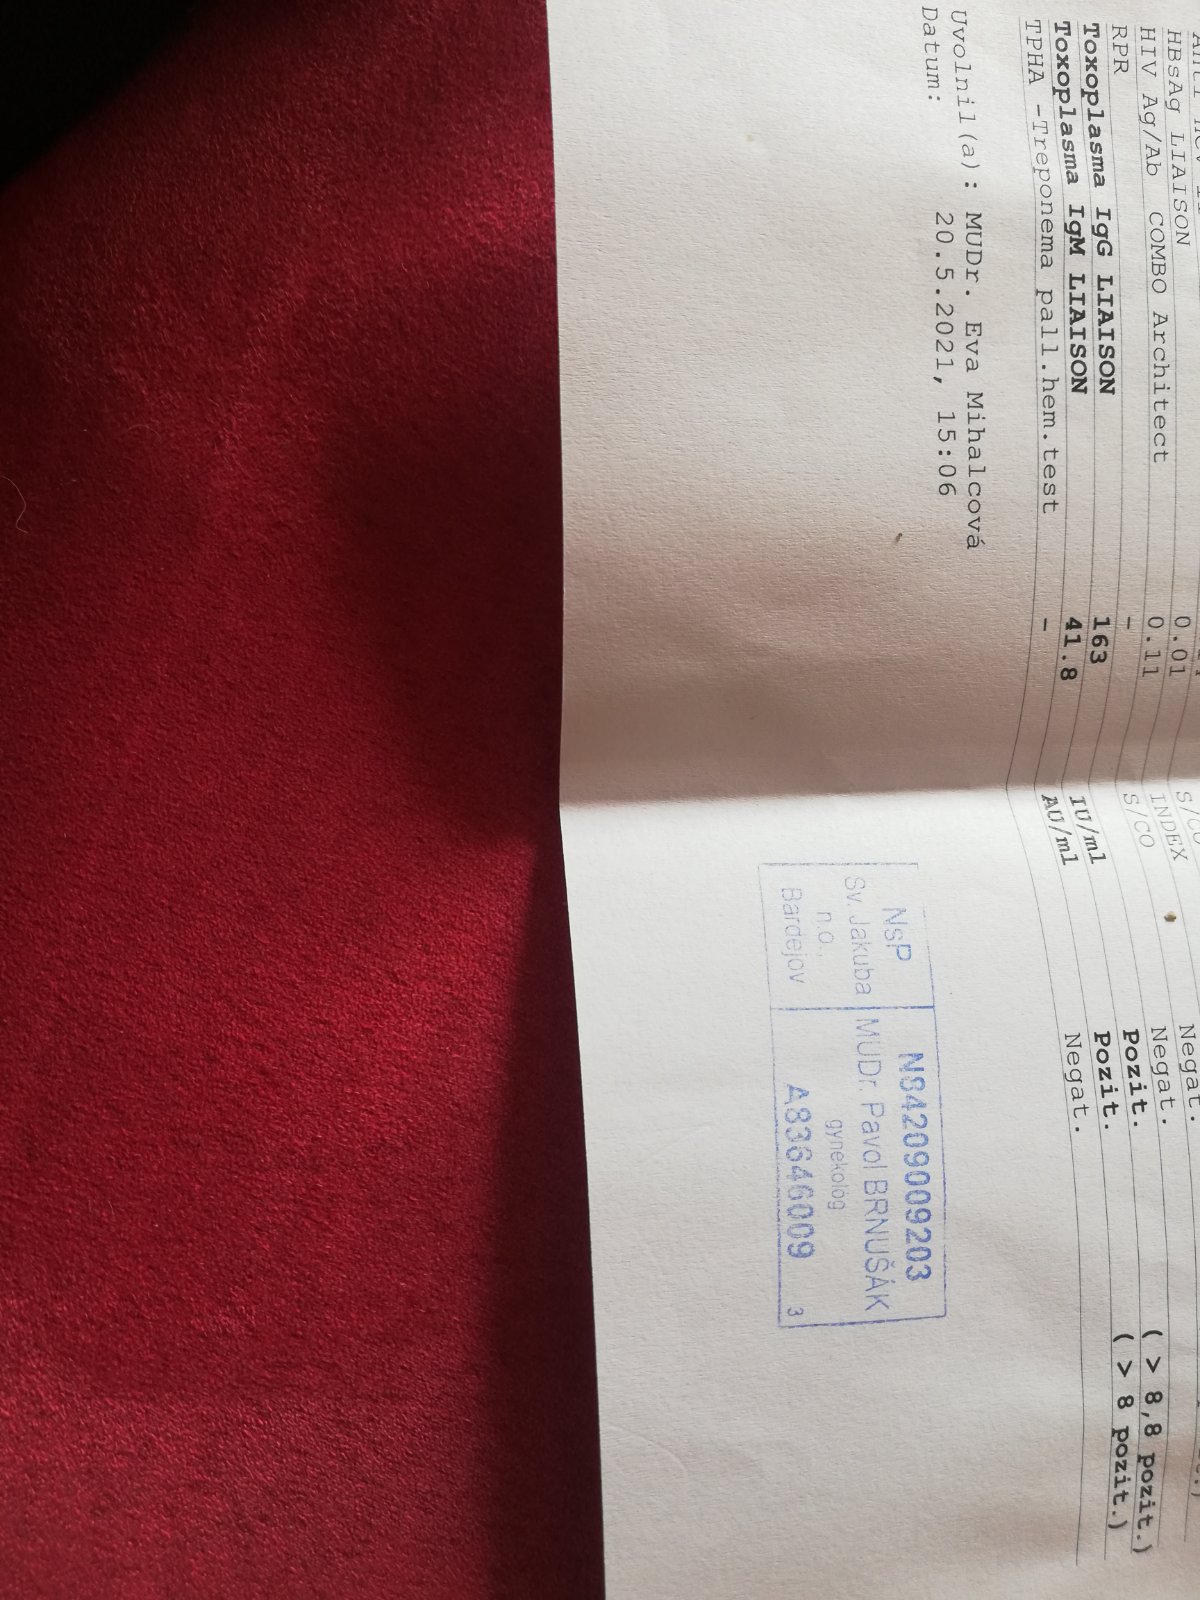 HBsAg LIAISON 0.01 INDEX
HIV Ag/Ab COMBO Architect 0.11 S/CO Negat.
RPR - Negat.
Toxoplasma IgG LIAISON 163 IU/ml Pozit. ( > 8,8 pozit.)
Toxoplasma IgM LIAISON 41.8 AU/ml Pozit. ( > 8 pozit.)
TPHA -Treponema pall.hem.test - Negat.
Uvolnil(a): MUDr. Eva Mihalcová
Datum: 20.5.2021, 15:06
NsP
Sv. Jakuba
n.o.,
Bardejov
N84209009203
MUDr. Pavol BRNUŠÁK
gynekológ
A83646009 3